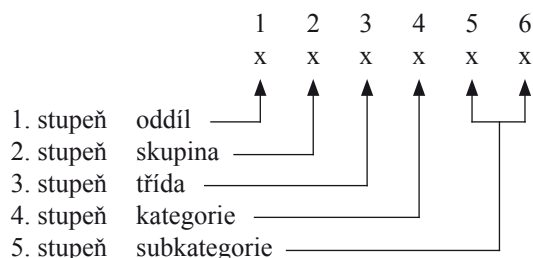 1 2 3 4 5 6
x x x x x x
1. stupeň oddíl
2. stupeň skupina
3. stupeň třída
4. stupeň kategorie
5. stupeň subkategorie